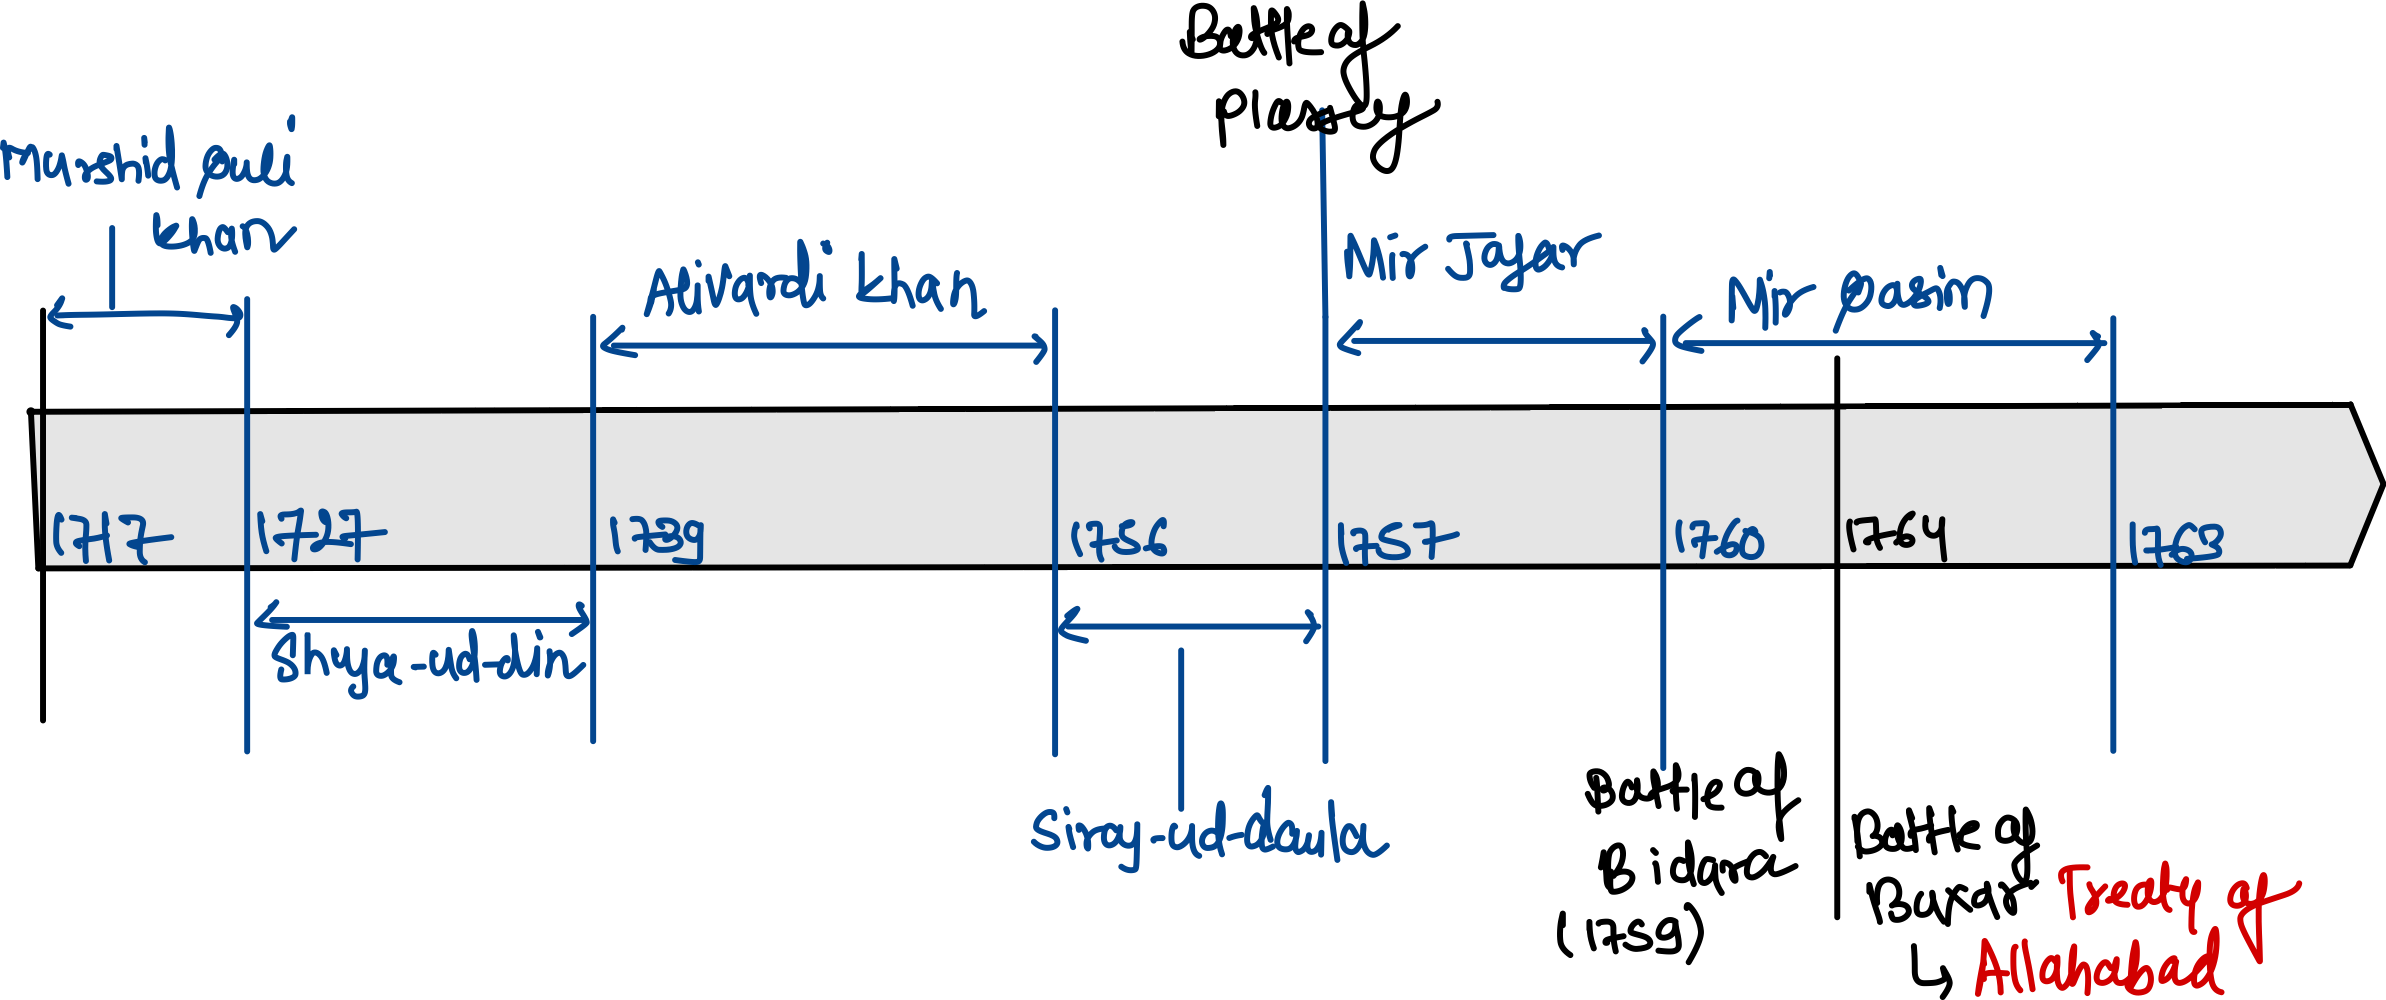 Battle of
Plassey
Murshid Quli
Khan
Alivardi Khan
Mir Jafar
Mir Qasim
1717
1727
1739
1756
1757
1760
1764
1763
Shuja-ud-din
Siraj-ud-daula
Battle of
Bidara
(1759)
Battle of
Buxar
↳ Treaty of
Allahabad